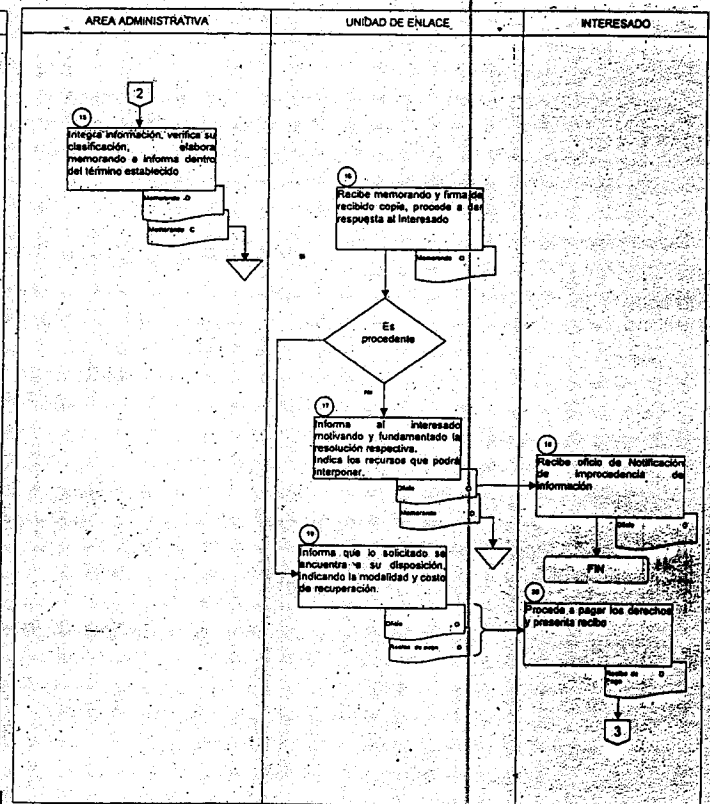 AREA ADMINISTRATIVA
UNIDAD DE ENLACE
INTERESADO
2
15
Integra información, verifica su
clasificación, elabora
memorando e informa dentro
del término establecido
Memorando O
Memorando C
16
Recibe memorando y firma de
recibido copia, procede a dar
respuesta al Interesado
Memorando O
Es
procedente
17
Informa al interesado
motivando y fundamentado la
resolución respectiva.
Indica los recursos que podrá
interponer.
Oficio O
Memorando O
18
Recibe oficio de Notificación
de improcedencia de
información
Oficio O
FIN
19
Informa que lo solicitado se
encuentra a su disposición,
indicando la modalidad y costo
de recuperación.
Oficio O
Recibo de pago O
20
Procede a pagar los derechos
y presenta recibo
Recibo de O
Pago
3